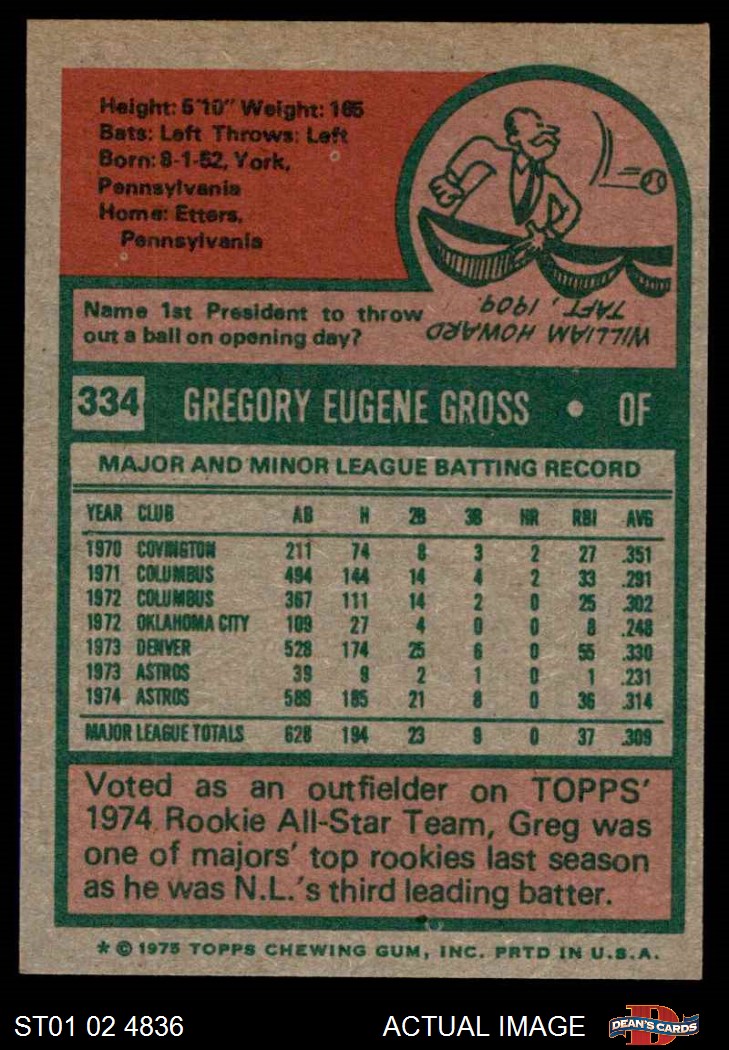 Height: 5'10" Weight: 165
Bats: Left Throws: Left
Born: 8-1-52, York,
Pennsylvania
Home: Etters,
Pennsylvania
Name 1st President to throw
out a ball on opening day?
WILLIAM HOWARD
TAFT, 1909.
334 GREGORY EUGENE GROSS • OF
MAJOR AND MINOR LEAGUE BATTING RECORD
YEAR CLUB AB H 2B 3B HR RBI AVG
1970 COVINGTON 211 74 8 3 2 27 .351
1971 COLUMBUS 494 144 14 4 2 33 .291
1972 COLUMBUS 367 111 14 2 0 25 .302
1972 OKLAHOMA CITY 109 27 4 0 0 8 .248
1973 DENVER 528 174 25 6 0 55 .330
1973 ASTROS 39 9 2 1 0 1 .231
1974 ASTROS 589 185 21 8 0 36 .314
MAJOR LEAGUE TOTALS 628 194 23 9 0 37 .309
Voted as an outfielder on TOPPS'
1974 Rookie All-Star Team, Greg was
one of majors' top rookies last season
as he was N.L.'s third leading batter.
* © 1975 TOPPS CHEWING GUM, INC. PRTD IN U.S.A.
ST01 02 4836 ACTUAL IMAGE DEAN'S CARDS